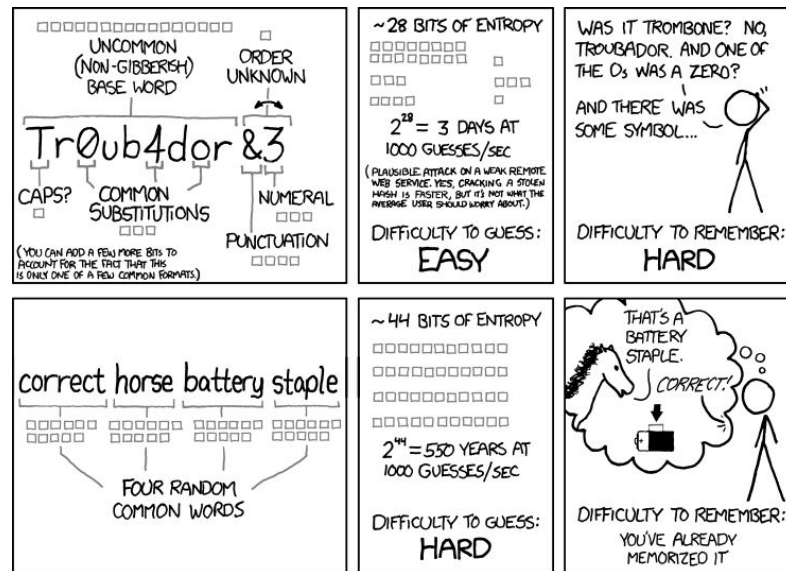 UNCOMMON
(NON-GIBBERISH)
BASE WORD
ORDER
UNKNOWN
Tr0ub4dor &3
CAPS?
COMMON
SUBSTITUTIONS
NUMERAL
PUNCTUATION
(YOU CAN ADD A FEW MORE BITS TO
ACCOUNT FOR THE FACT THAT THIS
IS ONLY ONE OF A FEW COMMON FORMATS.)
~28 BITS OF ENTROPY
2^28 = 3 DAYS AT
1000 GUESSES/SEC
(PLAUSIBLE ATTACK ON A WEAK REMOTE
WEB SERVICE. YES, CRACKING A STOLEN
HASH IS FASTER, BUT IT'S NOT WHAT THE
AVERAGE USER SHOULD WORRY ABOUT.)
DIFFICULTY TO GUESS:
EASY
WAS IT TROMBONE? NO,
TROUBADOR. AND ONE OF
THE Os WAS A ZERO?
AND THERE WAS
SOME SYMBOL...
DIFFICULTY TO REMEMBER:
HARD
correct horse battery staple
FOUR RANDOM
COMMON WORDS
~44 BITS OF ENTROPY
2^44 = 550 YEARS AT
1000 GUESSES/SEC
DIFFICULTY TO GUESS:
HARD
THAT'S A
BATTERY
STAPLE.
CORRECT!
DIFFICULTY TO REMEMBER:
YOU'VE ALREADY
MEMORIZED IT